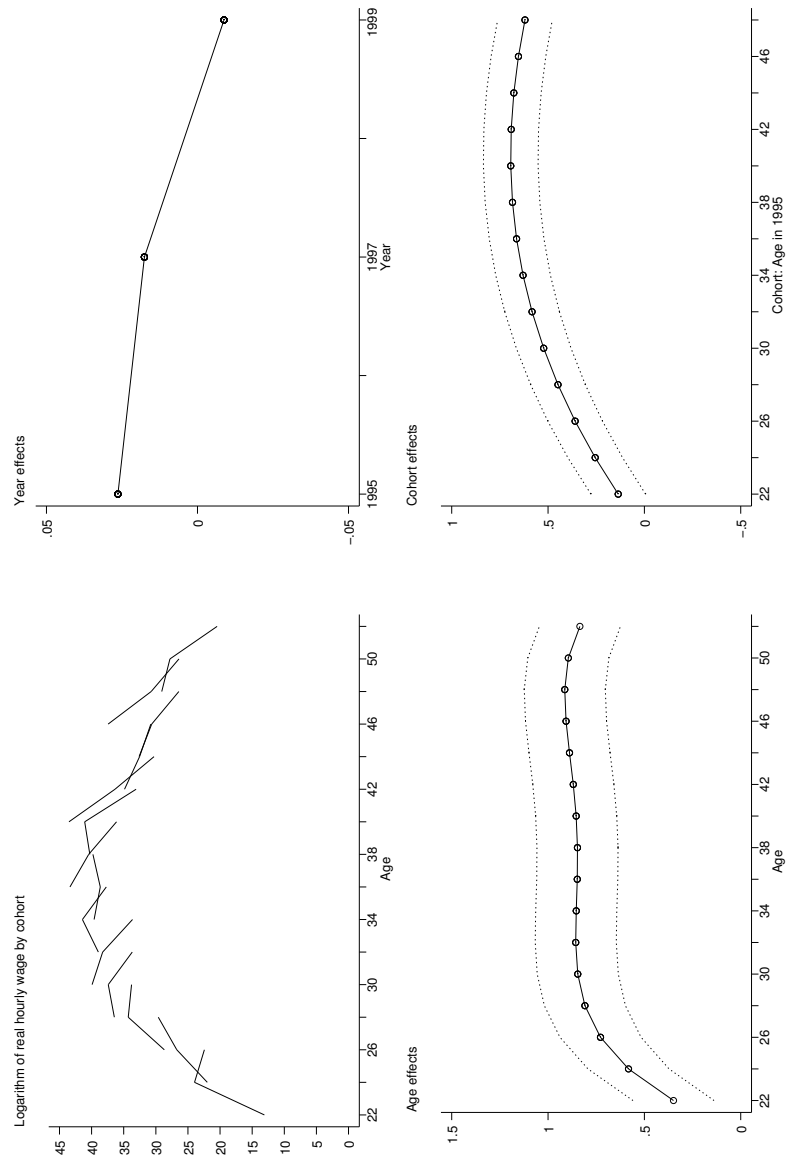 Logarithm of real hourly wage by cohort
45
40
35
30
25
20
15
10
5
0
22 26 30 34 38 42 46 50
Age
Year effects
.05
0
-.05
1995 1997 1999
Year
Age effects
1.5
1
.5
0
22 26 30 34 38 42 46 50
Age
Cohort effects
1
.5
0
-.5
22 26 30 34 38 42 46
Cohort: Age in 1995